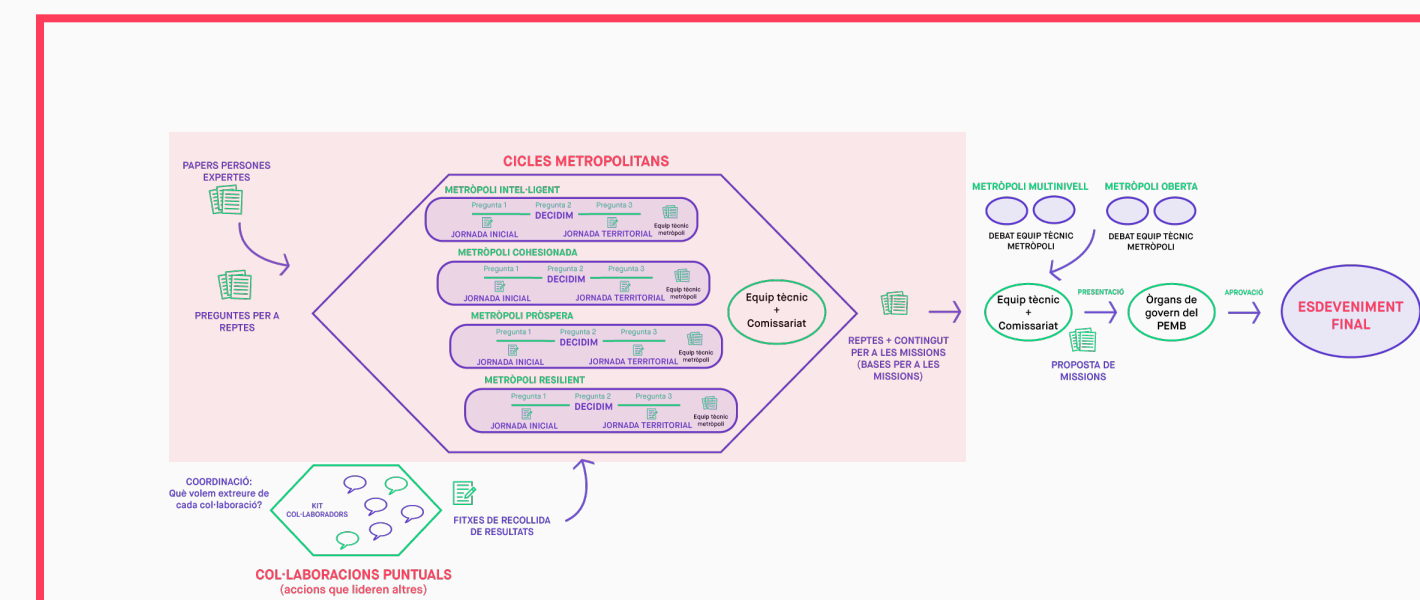 PAPERS PERSONES
EXPERTES
PREGUNTES PER A
REPTES
CICLES METROPOLITANS
METRÒPOLI INTEL·LIGENT
Pregunta 1 Pregunta 2 Pregunta 3
DECIDIM
JORNADA INICIAL JORNADA TERRITORIAL
Equip tècnic
metròpoli
METRÒPOLI COHESIONADA
Pregunta 1 Pregunta 2 Pregunta 3
DECIDIM
JORNADA INICIAL JORNADA TERRITORIAL
Equip tècnic
metròpoli
METRÒPOLI PRÒSPERA
Pregunta 1 Pregunta 2 Pregunta 3
DECIDIM
JORNADA INICIAL JORNADA TERRITORIAL
Equip tècnic
metròpoli
METRÒPOLI RESILIENT
Pregunta 1 Pregunta 2 Pregunta 3
DECIDIM
JORNADA INICIAL JORNADA TERRITORIAL
Equip tècnic
metròpoli
Equip tècnic
+
Comissariat
REPTES + CONTINGUT
PER A LES MISSIONS
(BASES PER A LES
MISSIONS)
METRÒPOLI MULTINIVELL
DEBAT EQUIP TÈCNIC
METRÒPOLI
METRÒPOLI OBERTA
DEBAT EQUIP TÈCNIC
METRÒPOLI
Equip tècnic
+
Comissariat
PRESENTACIÓ
PROPOSTA DE
MISSIONS
Òrgans de
govern del
PEMB
APROVACIÓ
ESDEVENIMENT
FINAL
COORDINACIÓ:
Què volem extreure de
cada col·laboració?
KIT
COL·LABORADORS
FITXES DE RECOLLIDA
DE RESULTATS
COL·LABORACIONS PUNTUALS
(accions que lideren altres)